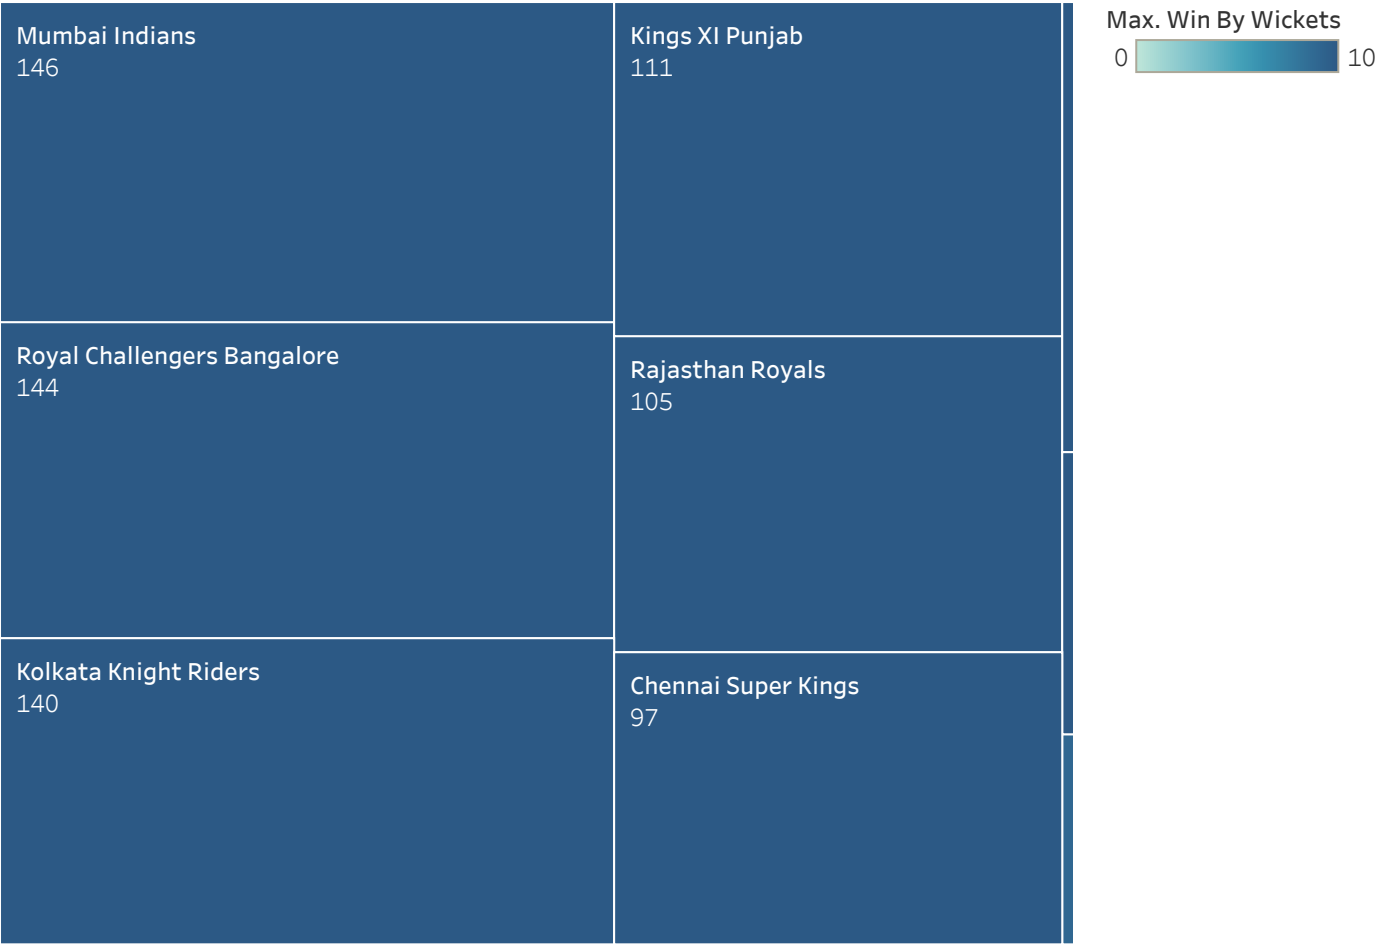 Mumbai Indians
146
Royal Challengers Bangalore
144
Kolkata Knight Riders
140
Kings XI Punjab
111
Rajasthan Royals
105
Chennai Super Kings
97
Max. Win By Wickets
0 10